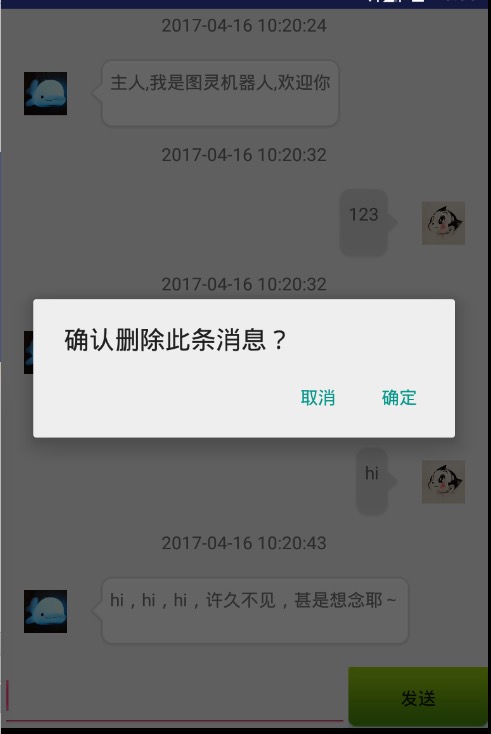 2017-04-16 10:20:24
主人,我是图灵机器人,欢迎你
2017-04-16 10:20:32
123
2017-04-16 10:20:32
确认删除此条消息？
取消 确定
hi
2017-04-16 10:20:43
hi，hi，hi，许久不见，甚是想念耶～
发送